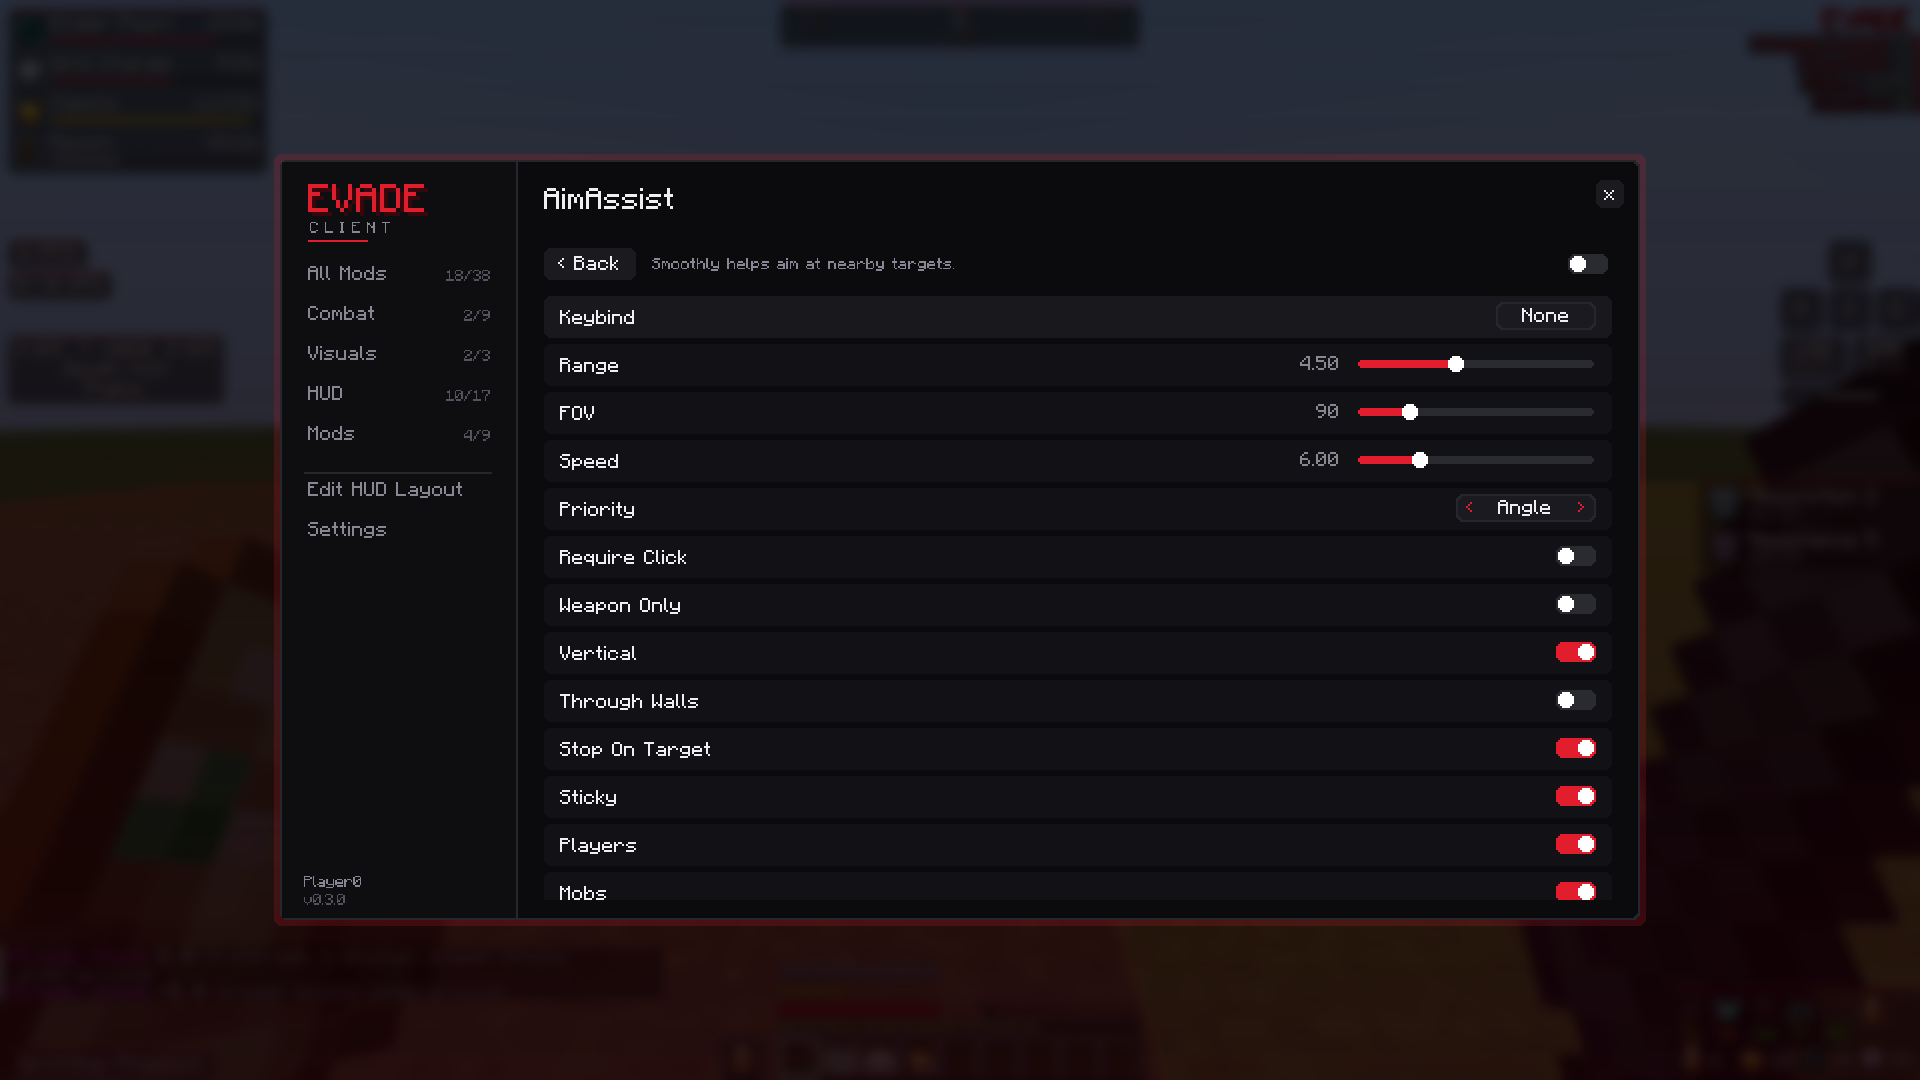 EVADE
CLIENT
All Mods 18/38
Combat 2/9
Visuals 2/3
HUD 10/17
Mods 4/9
Edit HUD Layout
Settings
Player0
v0.3.0
AimAssist
×
< Back Smoothly helps aim at nearby targets.
Keybind None
Range 4.50
FOV 90
Speed 6.00
Priority < Angle >
Require Click
Weapon Only
Vertical
Through Walls
Stop On Target
Sticky
Players
Mobs